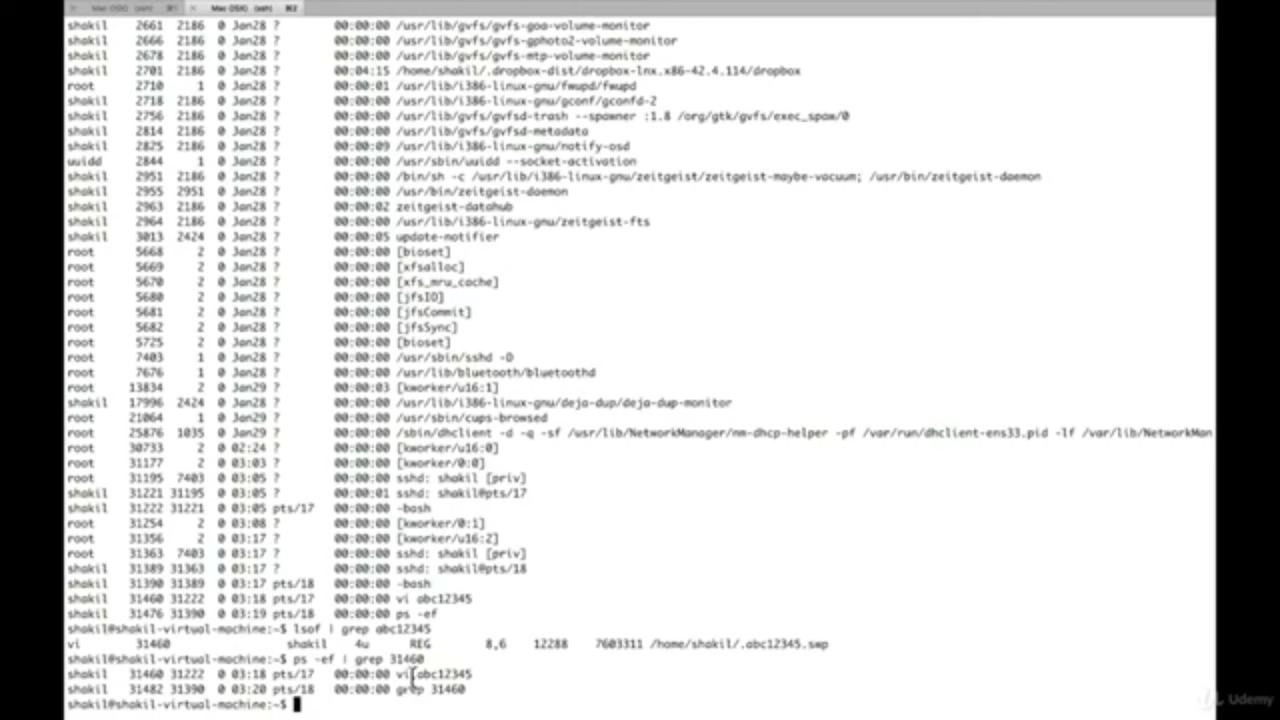 Mac OSXL (ssh) ⌘1 Mac OSXL (ssh) ⌘2
shakil 2661 2186 0 Jan28 ? 00:00:00 /usr/lib/gvfs/gvfs-goa-volume-monitor
shakil 2666 2186 0 Jan28 ? 00:00:00 /usr/lib/gvfs/gvfs-gphoto2-volume-monitor
shakil 2678 2186 0 Jan28 ? 00:00:00 /usr/lib/gvfs/gvfs-mtp-volume-monitor
shakil 2701 2186 0 Jan28 ? 00:04:15 /home/shakil/.dropbox-dist/dropbox-lnx.x86-42.4.114/dropbox
root 2710 1 0 Jan28 ? 00:00:01 /usr/lib/i386-linux-gnu/fwupd/fwupd
shakil 2718 2186 0 Jan28 ? 00:00:00 /usr/lib/i386-linux-gnu/gconf/gconfd-2
shakil 2756 2186 0 Jan28 ? 00:00:00 /usr/lib/gvfs/gvfsd-trash --spawner :1.8 /org/gtk/gvfs/exec_spaw/0
shakil 2814 2186 0 Jan28 ? 00:00:00 /usr/lib/gvfs/gvfsd-metadata
shakil 2825 2186 0 Jan28 ? 00:00:09 /usr/lib/i386-linux-gnu/notify-osd
uuidd 2844 1 0 Jan28 ? 00:00:00 /usr/sbin/uuidd --socket-activation
shakil 2951 2186 0 Jan28 ? 00:00:00 /bin/sh -c /usr/lib/i386-linux-gnu/zeitgeist/zeitgeist-maybe-vacuum; /usr/bin/zeitgeist-daemon
shakil 2955 2951 0 Jan28 ? 00:00:00 /usr/bin/zeitgeist-daemon
shakil 2963 2186 0 Jan28 ? 00:00:02 zeitgeist-datahub
shakil 2964 2186 0 Jan28 ? 00:00:00 /usr/lib/i386-linux-gnu/zeitgeist-fts
shakil 3013 2424 0 Jan28 ? 00:00:05 update-notifier
root 5668 2 0 Jan28 ? 00:00:00 [bioset]
root 5669 2 0 Jan28 ? 00:00:00 [xfsalloc]
root 5670 2 0 Jan28 ? 00:00:00 [xfs_mru_cache]
root 5680 2 0 Jan28 ? 00:00:00 [jfsIO]
root 5681 2 0 Jan28 ? 00:00:00 [jfsCommit]
root 5682 2 0 Jan28 ? 00:00:00 [jfsSync]
root 5725 2 0 Jan28 ? 00:00:00 [bioset]
root 7403 1 0 Jan28 ? 00:00:00 /usr/sbin/sshd -D
root 7676 1 0 Jan28 ? 00:00:00 /usr/lib/bluetooth/bluetoothd
root 13834 2 0 Jan29 ? 00:00:03 [kworker/u16:1]
shakil 17996 2424 0 Jan29 ? 00:00:00 /usr/lib/i386-linux-gnu/deja-dup/deja-dup-monitor
root 21064 1 0 Jan29 ? 00:00:00 /usr/sbin/cups-browsed
root 25876 1035 0 Jan29 ? 00:00:00 /sbin/dhclient -d -q -sf /usr/lib/NetworkManager/nm-dhcp-helper -pf /var/run/dhclient-ens33.pid -lf /var/lib/NetworkMan
root 30733 2 0 02:24 ? 00:00:00 [kworker/u16:0]
root 31177 2 0 03:03 ? 00:00:00 [kworker/0:0]
root 31195 7403 0 03:05 ? 00:00:00 sshd: shakil [priv]
shakil 31221 31195 0 03:05 ? 00:00:01 sshd: shakil@pts/17
shakil 31222 31221 0 03:05 pts/17 00:00:00 -bash
root 31254 2 0 03:08 ? 00:00:00 [kworker/0:1]
root 31356 2 0 03:17 ? 00:00:00 [kworker/u16:2]
root 31363 7403 0 03:17 ? 00:00:00 sshd: shakil [priv]
shakil 31389 31363 0 03:17 ? 00:00:00 sshd: shakil@pts/18
shakil 31390 31389 0 03:17 pts/18 00:00:00 -bash
shakil 31460 31222 0 03:18 pts/17 00:00:00 vi abc12345
shakil 31476 31390 0 03:19 pts/18 00:00:00 ps -ef
shakil@shakil-virtual-machine:~$ lsof | grep abc12345
vi 31460 shakil 4u REG 8,6 12288 7603311 /home/shakil/.abc12345.swp
shakil@shakil-virtual-machine:~$ ps -ef | grep 31460
shakil 31460 31222 0 03:18 pts/17 00:00:00 vi abc12345
shakil 31482 31390 0 03:20 pts/18 00:00:00 grep 31460
shakil@shakil-virtual-machine:~$
Udemy